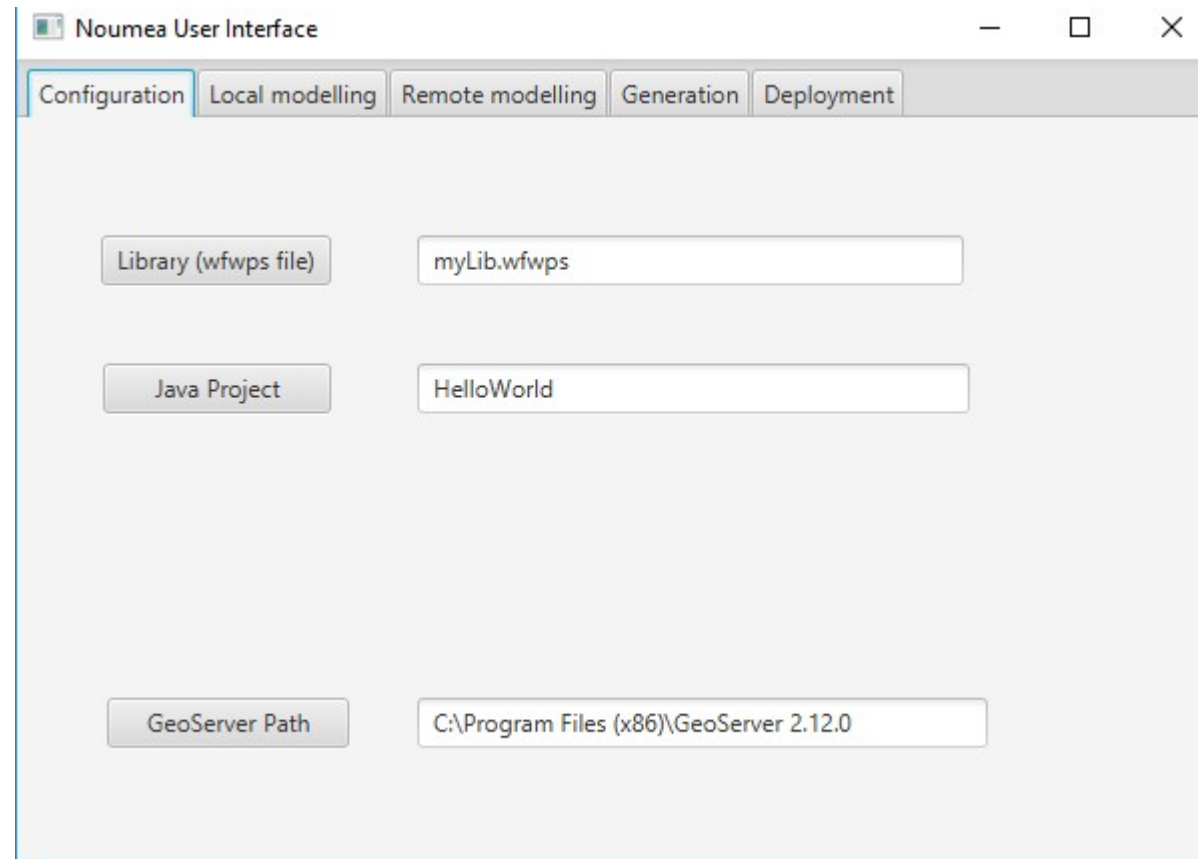 Noumea User Interface
Configuration Local modelling Remote modelling Generation Deployment
Library (wfwps file) myLib.wfwps
Java Project HelloWorld
GeoServer Path C:\Program Files (x86)\GeoServer 2.12.0